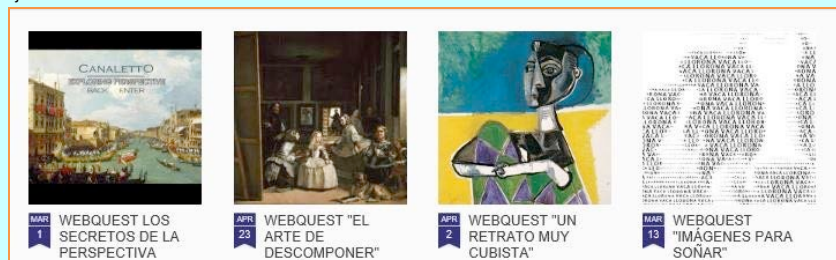 CANALETTO
EXPLORING PERSPECTIVE
BACK ENTER
MAR
1
WEBQUEST LOS
SECRETOS DE LA
PERSPECTIVA
APR
23
WEBQUEST "EL
ARTE DE
DESCOMPONER"
APR
2
WEBQUEST "UN
RETRATO MUY
CUBISTA"
MAR
13
WEBQUEST
"IMÁGENES PARA
SOÑAR"